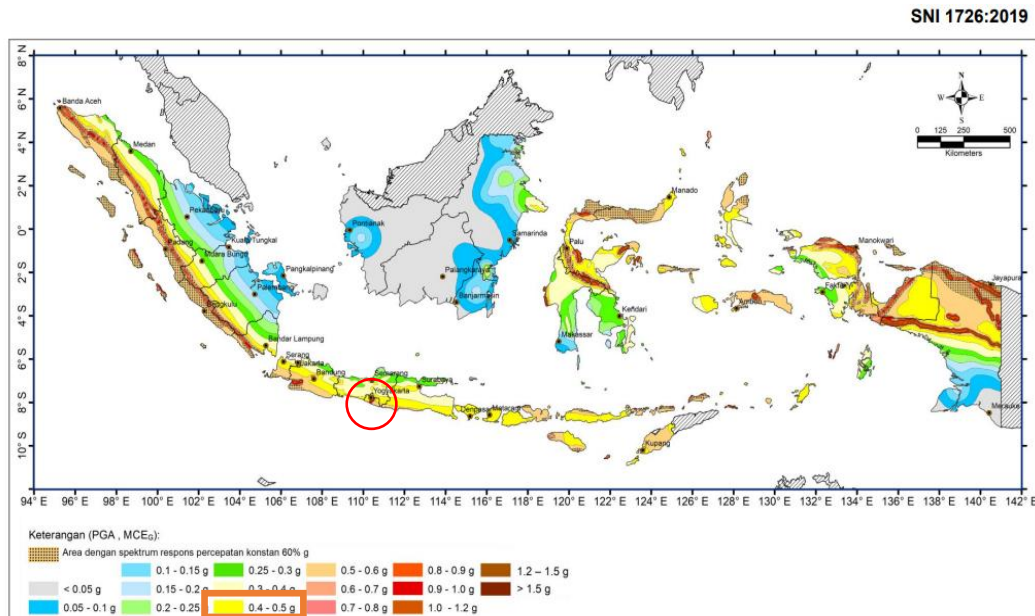 SNI 1726:2019
8° N
6° N
4° N
2° N
0°
2° S
4° S
6° S
8° S
10° S
Banda Aceh
Medan
Pekanbaru
Padang
Kuala Tungkal
Muara Bungo
Pangkalpinang
Palembang
Bengkulu
Bandar Lampung
Serang
Jakarta
Bandung
Semarang
Yogyakarta
Surabaya
Denpasar
Mataram
Kupang
Pontianak
Samarinda
Palangkaraya
Banjarmasin
Manado
Palu
Kendari
Makassar
Ambon
Manokwari
Fakfak
Jayapura
Merauke
N
W E
S
0 125 250 500
Kilometers
94° E 96° E 98° E 100° E 102° E 104° E 106° E 108° E 110° E 112° E 114° E 116° E 118° E 120° E 122° E 124° E 126° E 128° E 130° E 132° E 134° E 136° E 138° E 140° E 142° E
Keterangan (PGA , MCEG):
Area dengan spektrum respons percepatan konstan 60% g
0.1 - 0.15 g 0.25 - 0.3 g 0.5 - 0.6 g 0.8 - 0.9 g 1.2 – 1.5 g
< 0.05 g 0.15 - 0.2 g 0.3 - 0.4 g 0.6 - 0.7 g 0.9 - 1.0 g > 1.5 g
0.05 - 0.1 g 0.2 - 0.25 0.4 - 0.5 g 0.7 - 0.8 g 1.0 - 1.2 g